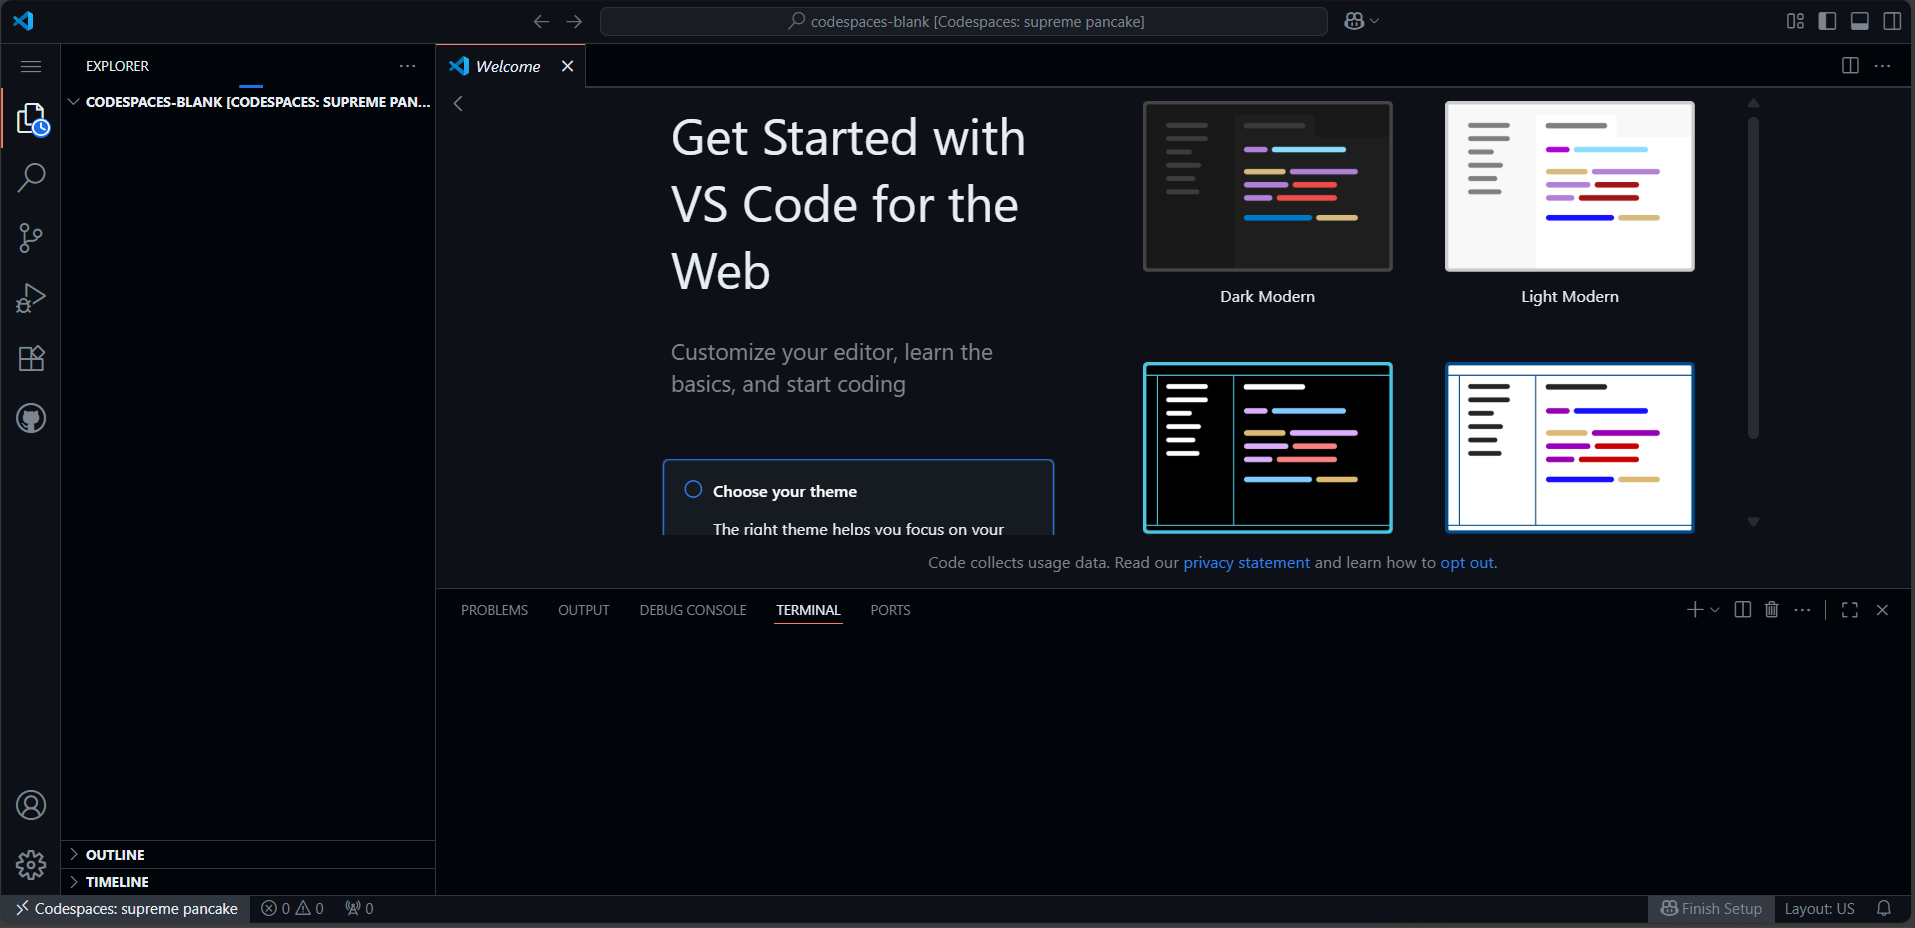 codespaces-blank [Codespaces: supreme pancake]
EXPLORER
CODESPACES-BLANK [CODESPACES: SUPREME PAN...
Welcome
Get Started with
VS Code for the
Web
Customize your editor, learn the
basics, and start coding
Choose your theme
The right theme helps you focus on your
Dark Modern
Light Modern
Code collects usage data. Read our privacy statement and learn how to opt out.
PROBLEMS
OUTPUT
DEBUG CONSOLE
TERMINAL
PORTS
OUTLINE
TIMELINE
Codespaces: supreme pancake
0
0
0
Finish Setup
Layout: US